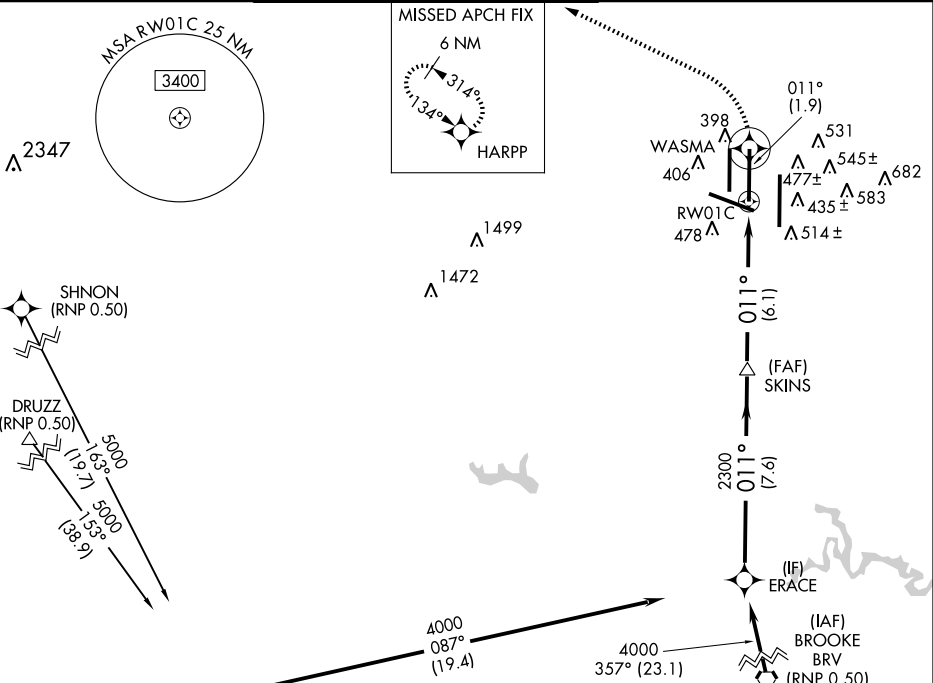 MSA RW01C 25 NM
3400
MISSED APCH FIX
6 NM
314°
134°
HARPP
2347
1499
1472
011°
(1.9)
398
WASMA
406
531
545±
477±
682
583
435±
RW01C
478
514±
SHNON
(RNP 0.50)
DRUZZ
(RNP 0.50)
5000
163°
(19.7)
5000
153°
(38.9)
011°
(6.1)
(FAF)
SKINS
2300
011°
(7.6)
(IF)
ERACE
4000
087°
(19.4)
4000
357° (23.1)
(IAF)
BROOKE
BRV
(RNP 0.50)